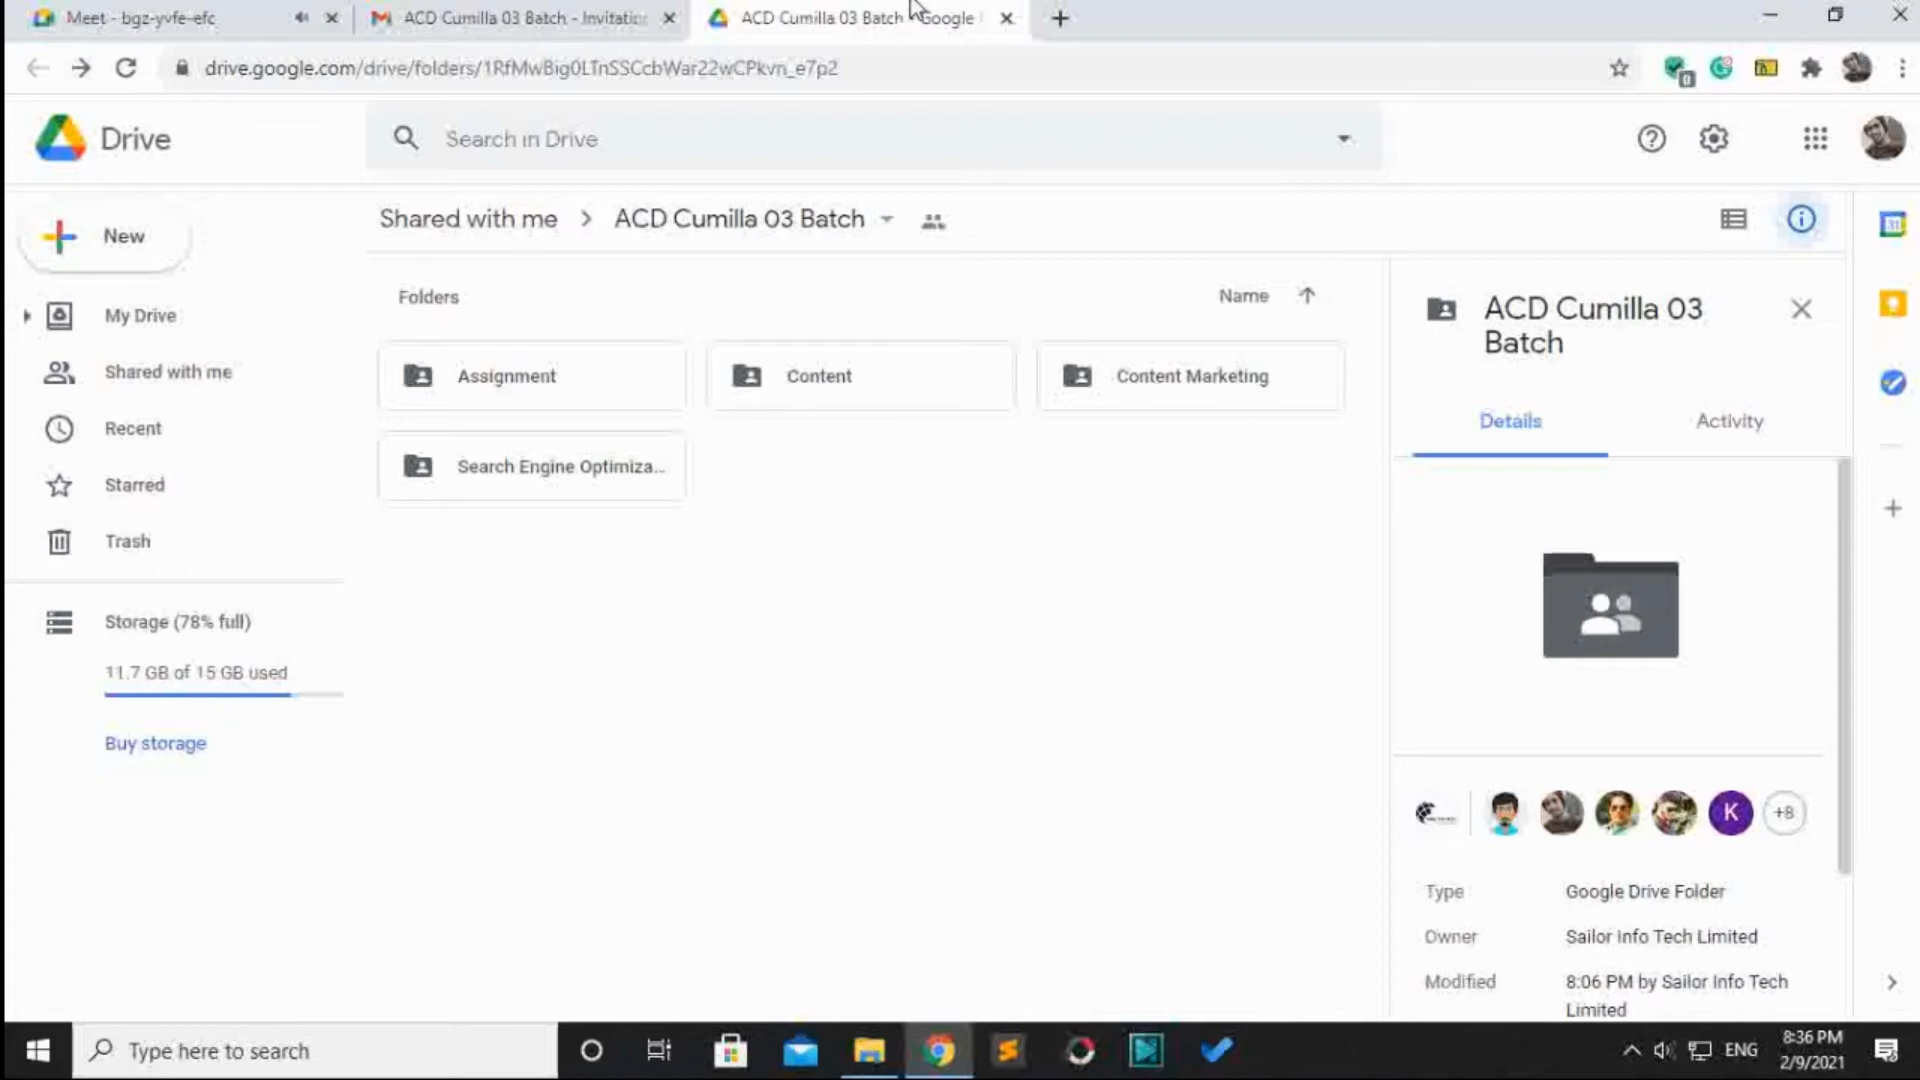 Meet - bgz-yvfe-efc
ACD Cumilla 03 Batch - Invitation
ACD Cumilla 03 Batch - Google
drive.google.com/drive/folders/1RfMwBig0LTnSSCcbWar22wCPkvn_e7p2
Drive
Search in Drive
New
Shared with me > ACD Cumilla 03 Batch
My Drive
Shared with me
Recent
Starred
Trash
Storage (78% full)
11.7 GB of 15 GB used
Buy storage
Folders
Name
Assignment
Content
Content Marketing
Search Engine Optimiza...
ACD Cumilla 03
Batch
Details
Activity
K
+8
Type
Google Drive Folder
Owner
Sailor Info Tech Limited
Modified
8:06 PM by Sailor Info Tech
Limited
Type here to search
ENG
8:36 PM
2/9/2021